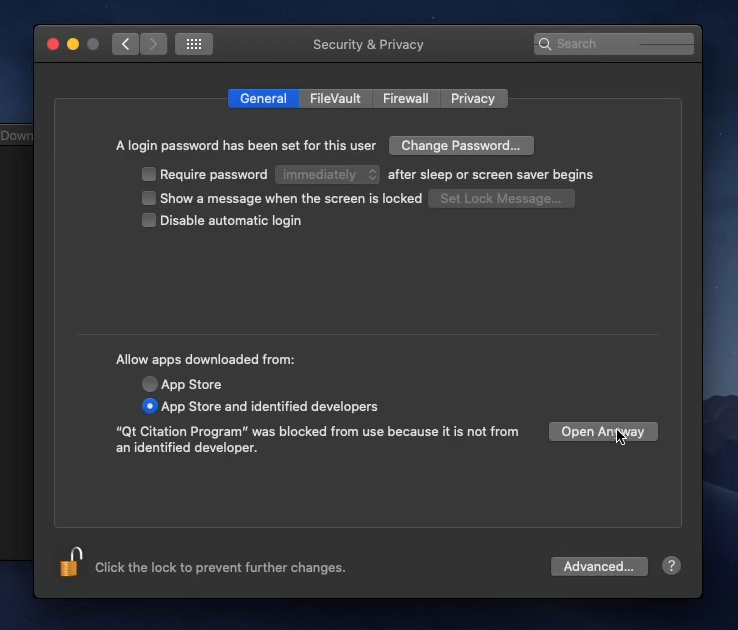 Security & Privacy
Search
Down
General FileVault Firewall Privacy
A login password has been set for this user Change Password...
Require password immediately after sleep or screen saver begins
Show a message when the screen is locked Set Lock Message...
Disable automatic login
Allow apps downloaded from:
App Store
App Store and identified developers
“Qt Citation Program” was blocked from use because it is not from
an identified developer.
Open Anyway
Click the lock to prevent further changes.
Advanced...
?